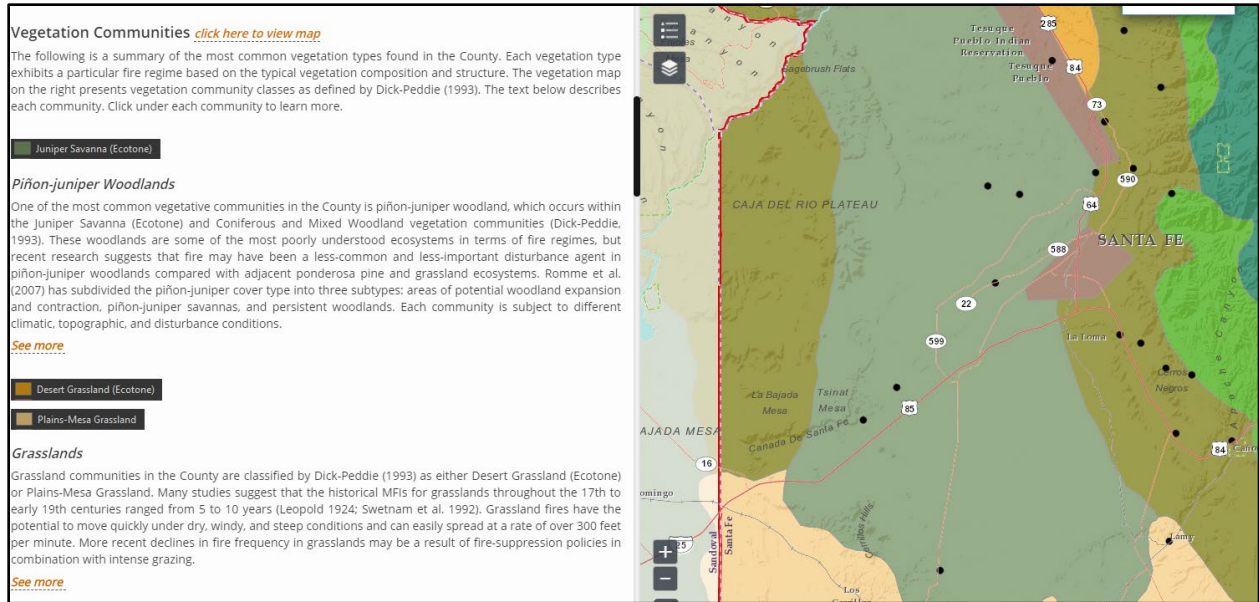 Vegetation Communities click here to view map
The following is a summary of the most common vegetation types found in the County. Each vegetation type
exhibits a particular fire regime based on the typical vegetation composition and structure. The vegetation map
on the right presents vegetation community classes as defined by Dick-Peddie (1993). The text below describes
each community. Click under each community to learn more.
Juniper Savanna (Ecotone)
Piñon-juniper Woodlands
One of the most common vegetative communities in the County is piñon-juniper woodland, which occurs within
the Juniper Savanna (Ecotone) and Coniferous and Mixed Woodland vegetation communities (Dick-Peddie,
1993). These woodlands are some of the most poorly understood ecosystems in terms of fire regimes, but
recent research suggests that fire may have been a less-common and less-important disturbance agent in
piñon-juniper woodlands compared with adjacent ponderosa pine and grassland ecosystems. Romme et al.
(2007) has subdivided the piñon-juniper cover type into three subtypes: areas of potential woodland expansion
and contraction, piñon-juniper savannas, and persistent woodlands. Each community is subject to different
climatic, topographic, and disturbance conditions.
See more
Desert Grassland (Ecotone)
Plains-Mesa Grassland
Grasslands
Grassland communities in the County are classified by Dick-Peddie (1993) as either Desert Grassland (Ecotone)
or Plains-Mesa Grassland. Many studies suggest that the historical MFIs for grasslands throughout the 17th to
early 19th centuries ranged from 5 to 10 years (Leopold 1924; Swetnam et al. 1992). Grassland fires have the
potential to move quickly under dry, windy, and steep conditions and can easily spread at a rate of over 300 feet
per minute. More recent declines in fire frequency in grasslands may be a result of fire-suppression policies in
combination with intense grazing.
See more
285
Tesuque
Pueblo Indian
Reservation
Tesuque
Pueblo
84
Sagebrush Flats
73
590
CAJA DEL RIO PLATEAU
64
588
SANTA FE
22
599
La Loma
Cerros
Negros
La Bajada
Mesa
Tsinat
Mesa
85
Canada De Santa Fe
AJADA MESA
84
16
omingo
Sandoval
Santa Fe
25
Cerrillos Hills
Lamy
Los
+
−